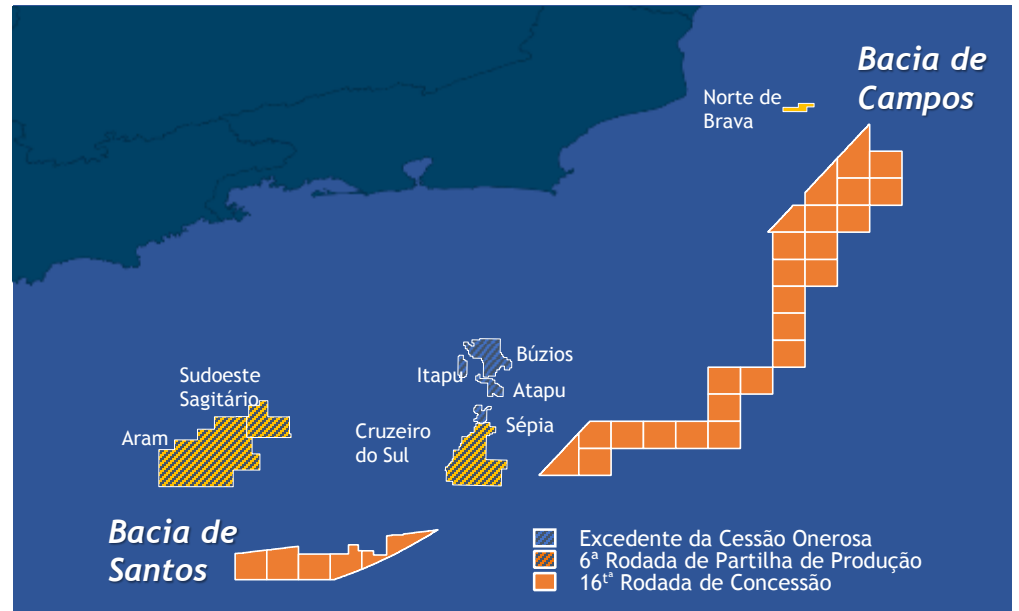 Bacia de
Campos
Norte de
Brava
Búzios
Itapu
Atapu
Sudoeste
Sagitário
Sépia
Aram
Cruzeiro
do Sul
Bacia de
Santos
Excedente da Cessão Onerosa
6ª Rodada de Partilha de Produção
16tª Rodada de Concessão